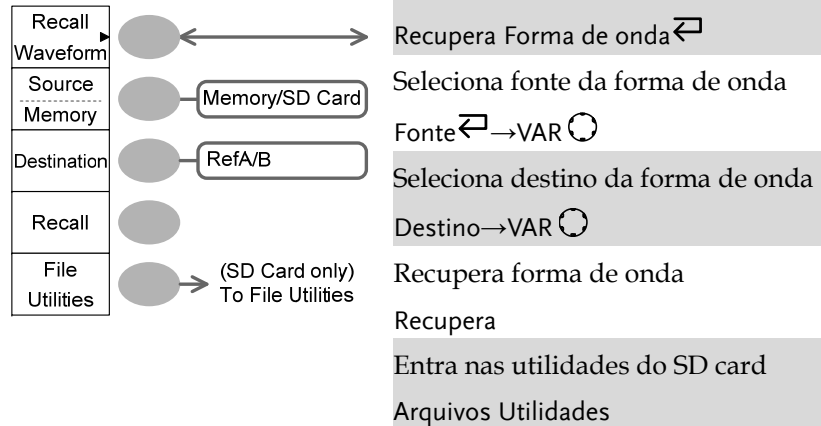 Recall
Waveform
Source
Memory
Destination
Recall
File
Utilities
Memory/SD Card
RefA/B
(SD Card only)
To File Utilities
Recupera Forma de onda
Seleciona fonte da forma de onda
Fonte →VAR
Seleciona destino da forma de onda
Destino→VAR
Recupera forma de onda
Recupera
Entra nas utilidades do SD card
Arquivos Utilidades